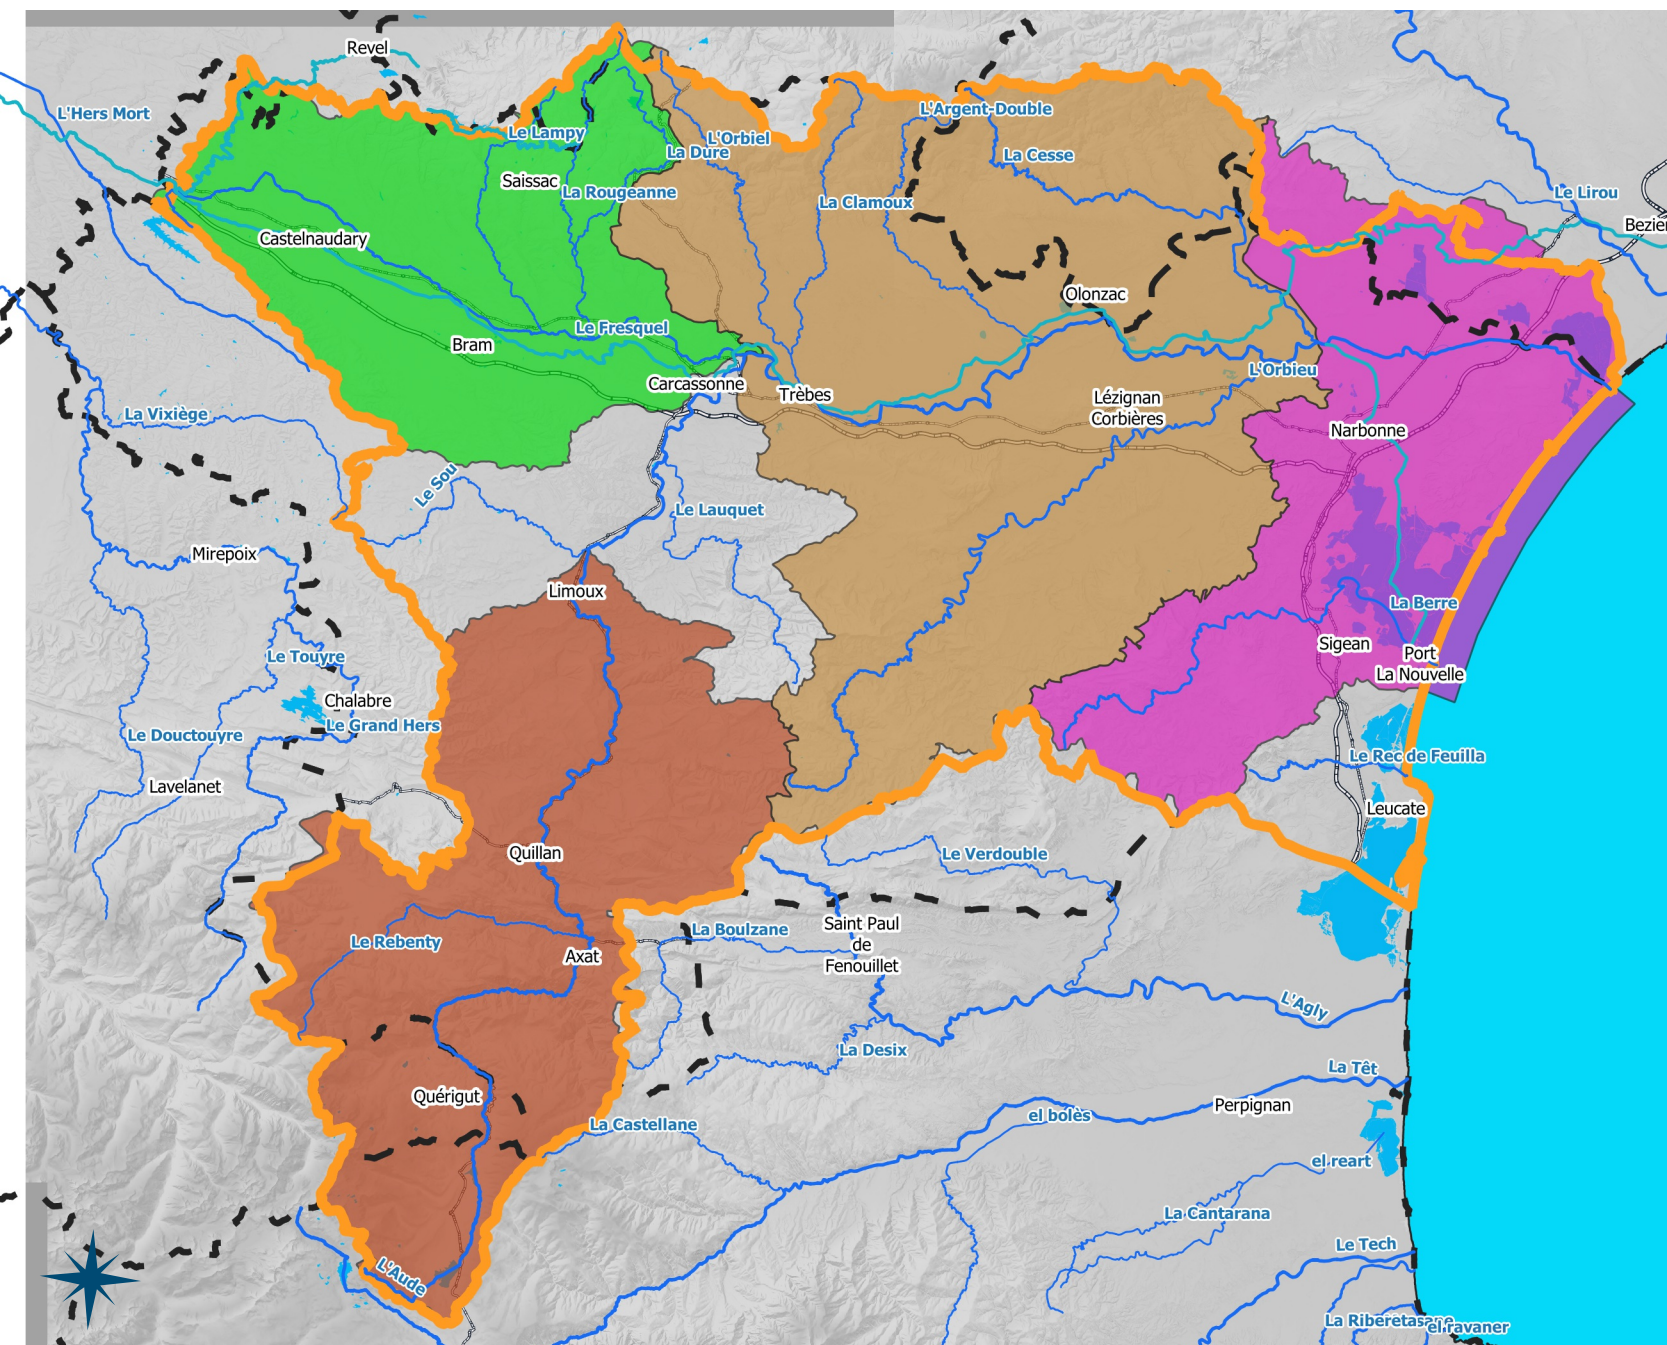 Revel
L'Hers Mort
Le Lampy
L'Orbiel
La Dure
L'Argent-Double
La Cesse
Saissac
La Rougeanne
La Clamoux
Le Lirou
Castelnaudary
Olonzac
Le Fresquel
Bram
Carcassonne
Trèbes
L'Orbieu
Lézignan
Corbières
La Vixiège
Narbonne
Le Sou
Le Lauquet
Mirepoix
Limoux
La Berre
Sigean
Port
La Nouvelle
Le Touyre
Chalabre
Le Grand Hers
Le Douctouyre
Le Rec de Feuilla
Lavelanet
Leucate
Quillan
Le Verdouble
Le Rebenty
Axat
La Boulzane
Saint Paul
de
Fenouillet
L'Agly
La Desix
La Têt
Quérigut
Perpignan
el bolès
La Castellane
el reart
La Cantarana
Le Tech
L'Aude
el ravaner